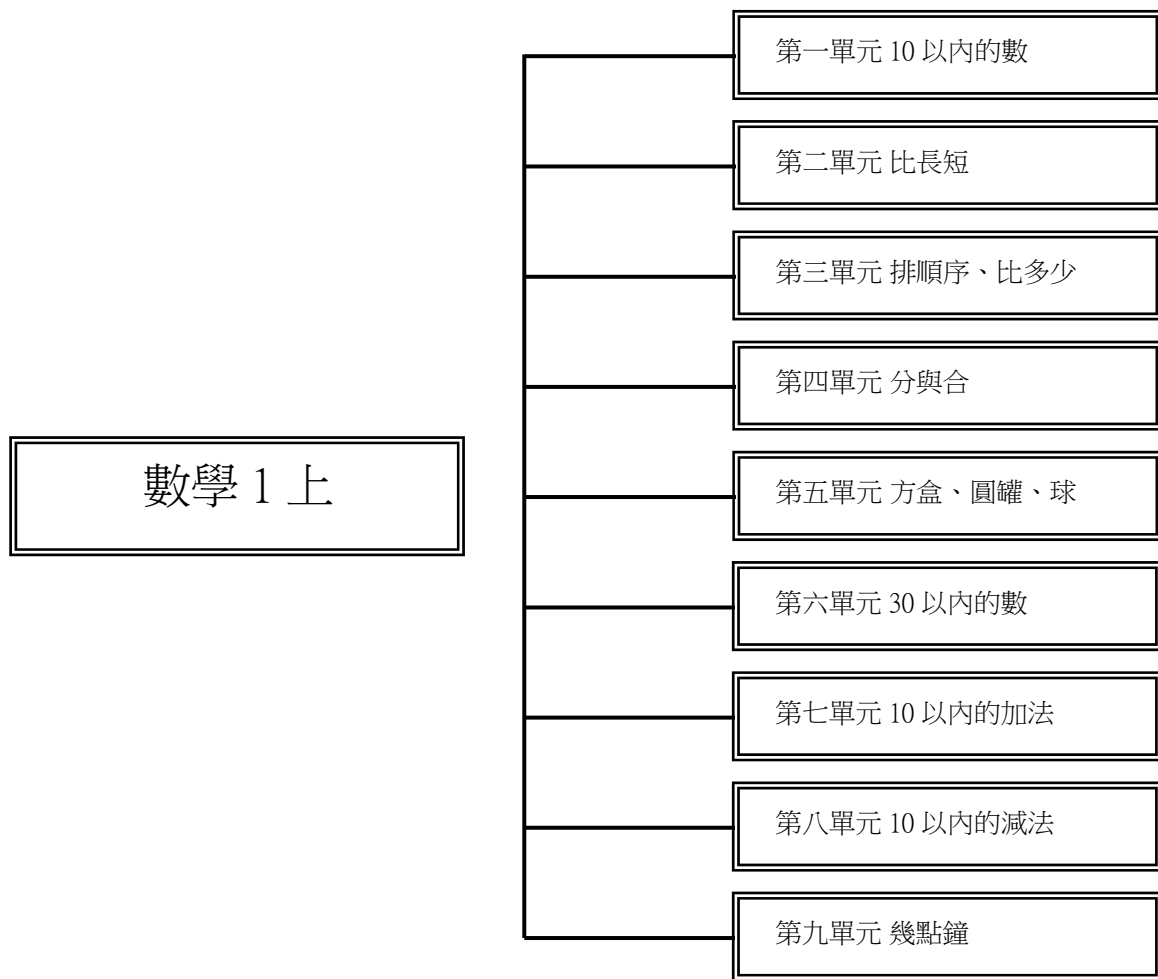 數學 1 上
第一單元 10 以內的數
第二單元 比長短
第三單元 排順序、比多少
第四單元 分與合
第五單元 方盒、圓罐、球
第六單元 30 以內的數
第七單元 10 以內的加法
第八單元 10 以內的減法
第九單元 幾點鐘